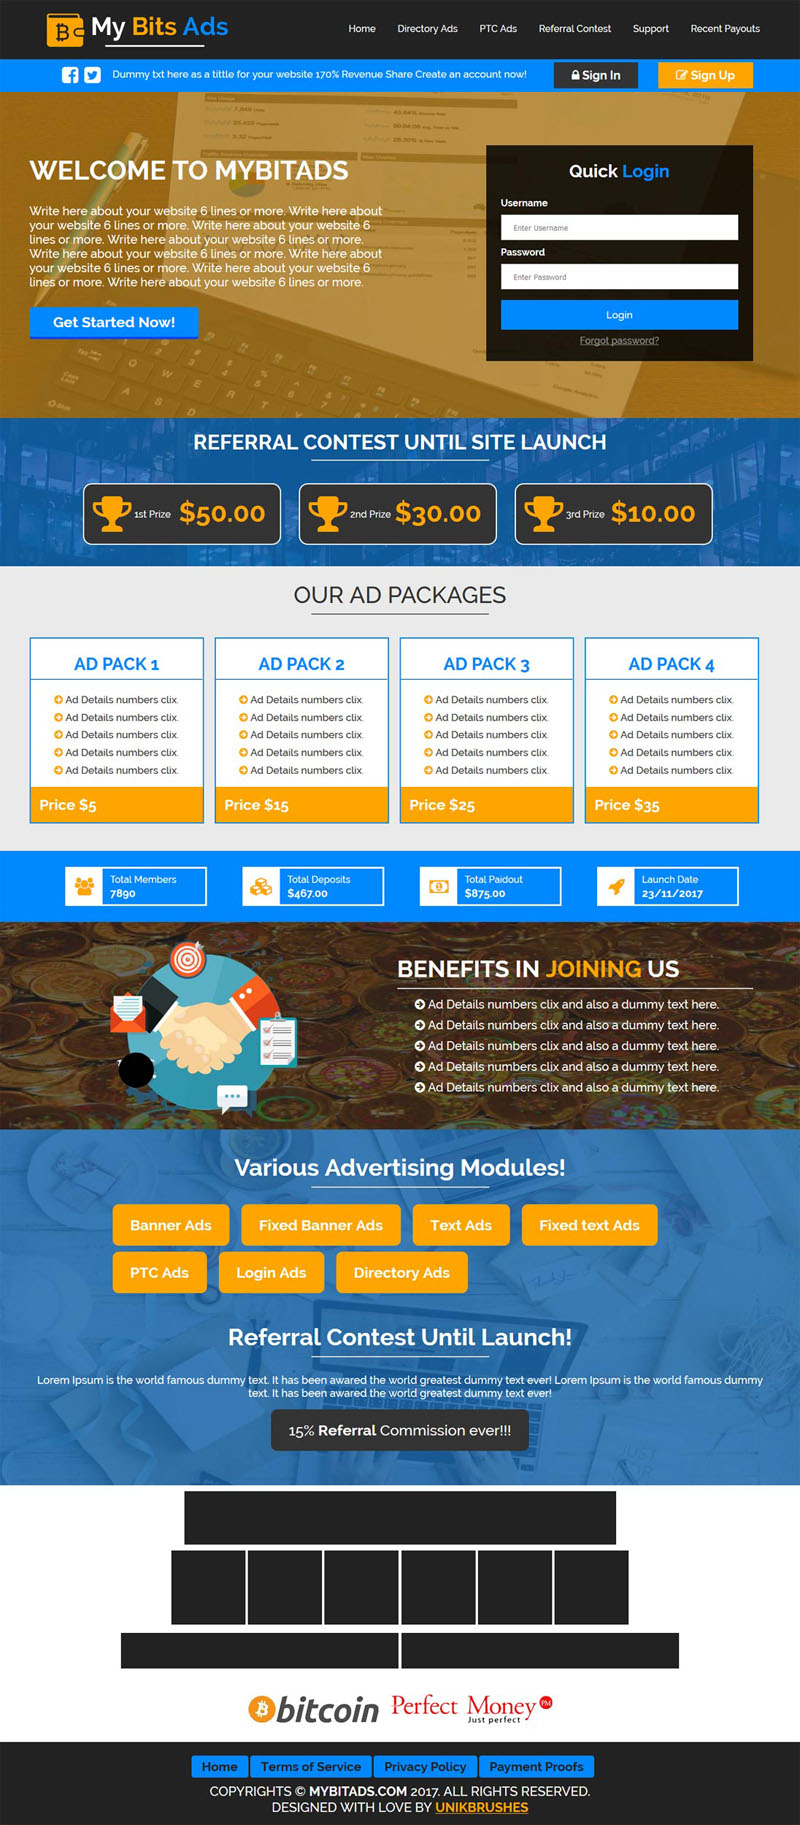 My Bits Ads
Home Directory Ads PTC Ads Referral Contest Support Recent Payouts
Dummy txt here as a tittle for your website 170% Revenue Share Create an account now!
Sign In
Sign Up
WELCOME TO MYBITADS
Write here about your website 6 lines or more. Write here about
your website 6 lines or more. Write here about your website 6
lines or more. Write here about your website 6 lines or more.
Write here about your website 6 lines or more. Write here about
your website 6 lines or more. Write here about your website 6
lines or more. Write here about your website 6 lines or more.
Get Started Now!
Quick Login
Username
Enter Username
Password
Enter Password
Login
Forgot password?
REFERRAL CONTEST UNTIL SITE LAUNCH
1st Prize $50.00
2nd Prize $30.00
3rd Prize $10.00
OUR AD PACKAGES
AD PACK 1
Ad Details numbers clix.
Ad Details numbers clix.
Ad Details numbers clix.
Ad Details numbers clix.
Ad Details numbers clix.
Price $5
AD PACK 2
Ad Details numbers clix.
Ad Details numbers clix.
Ad Details numbers clix.
Ad Details numbers clix.
Ad Details numbers clix.
Price $15
AD PACK 3
Ad Details numbers clix.
Ad Details numbers clix.
Ad Details numbers clix.
Ad Details numbers clix.
Ad Details numbers clix.
Price $25
AD PACK 4
Ad Details numbers clix.
Ad Details numbers clix.
Ad Details numbers clix.
Ad Details numbers clix.
Ad Details numbers clix.
Price $35
Total Members
7890
Total Deposits
$467.00
Total Paidout
$875.00
Launch Date
23/11/2017
BENEFITS IN JOINING US
Ad Details numbers clix and also a dummy text here.
Ad Details numbers clix and also a dummy text here.
Ad Details numbers clix and also a dummy text here.
Ad Details numbers clix and also a dummy text here.
Ad Details numbers clix and also a dummy text here.
Various Advertising Modules!
Banner Ads Fixed Banner Ads Text Ads Fixed text Ads
PTC Ads Login Ads Directory Ads
Referral Contest Until Launch!
Lorem Ipsum is the world famous dummy text. It has been awared the world greatest dummy text ever! Lorem Ipsum is the world famous dummy
text. It has been awared the world greatest dummy text ever!
15% Referral Commission ever!!!
bitcoin
Perfect Money PM
Just perfect
Home Terms of Service Privacy Policy Payment Proofs
COPYRIGHTS © MYBITADS.COM 2017. ALL RIGHTS RESERVED.
DESIGNED WITH LOVE BY UNIKBRUSHES